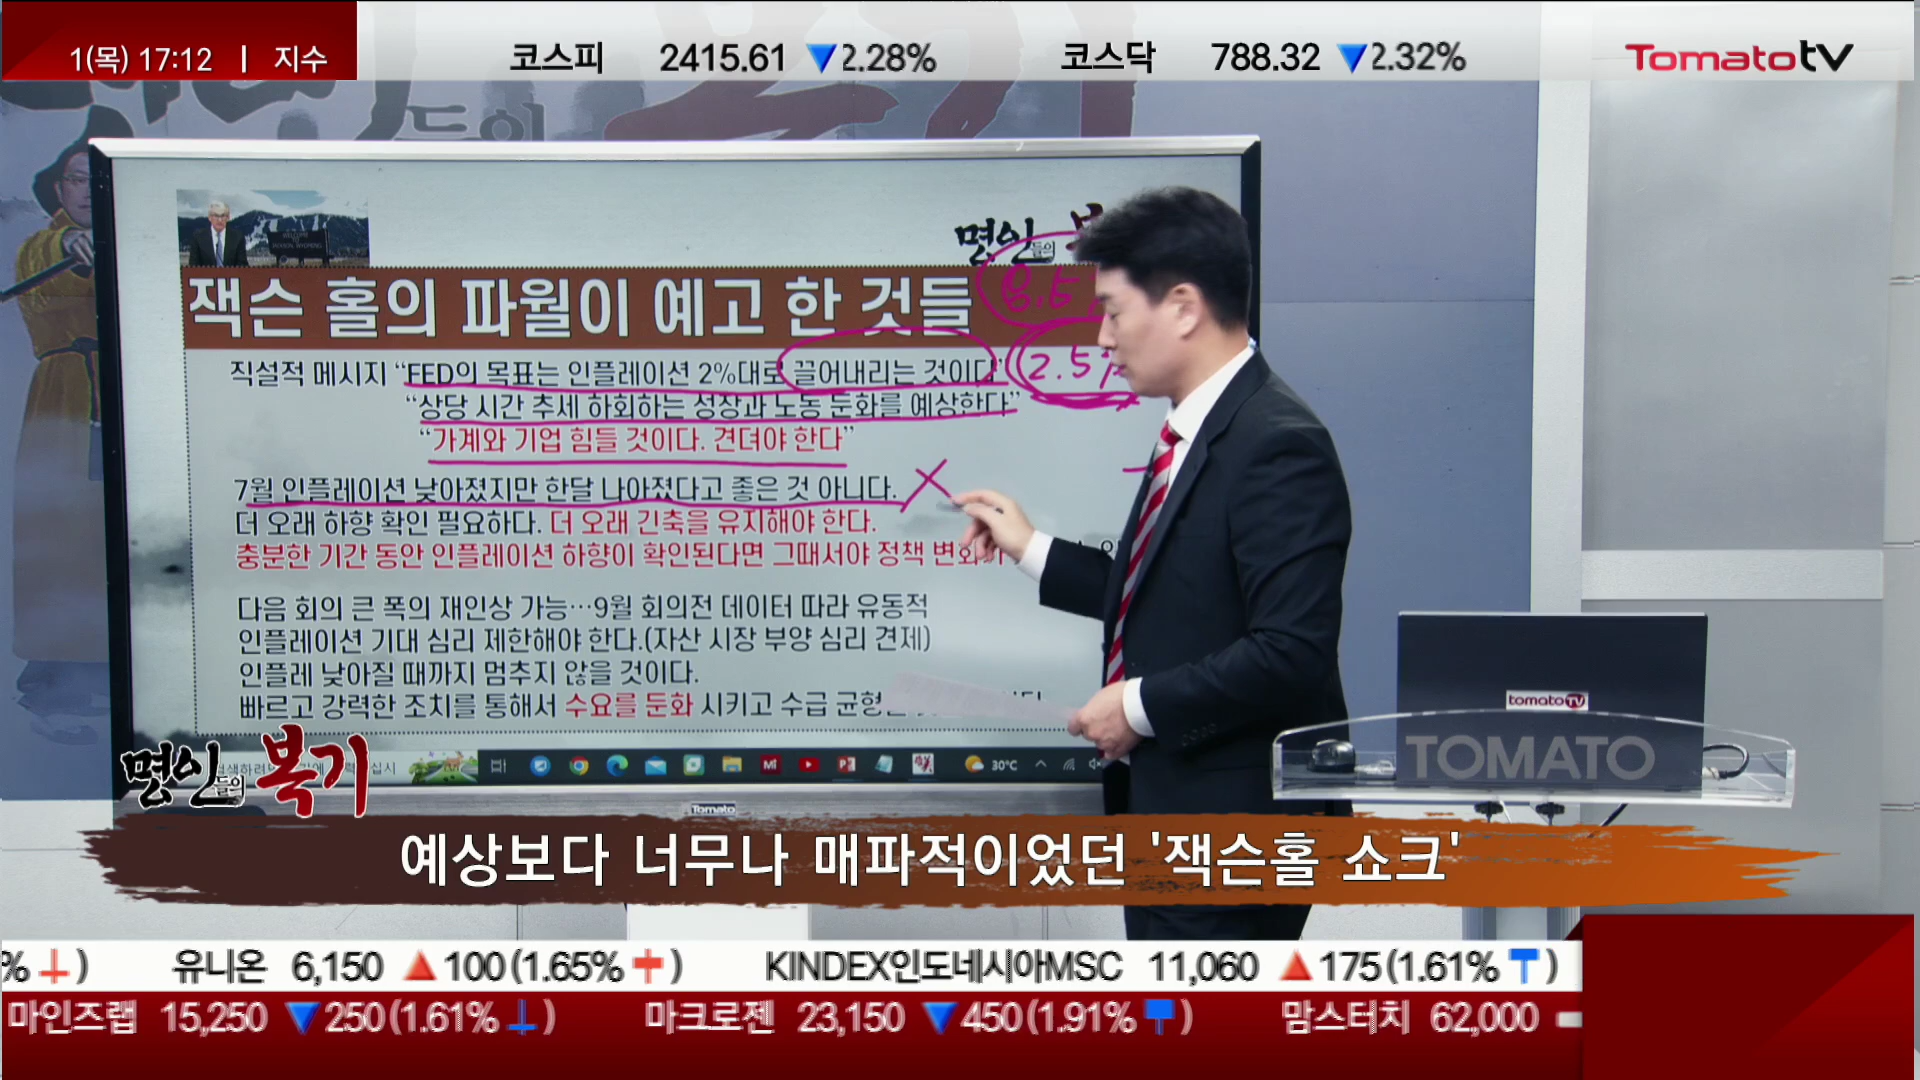 1(목) 17:12 | 지수 코스피 2415.61 ▼2.28% 코스닥 788.32 ▼2.32% Tomatotv
명인들의
8.5
잭슨 홀의 파월이 예고 한 것들
직설적 메시지 “FED의 목표는 인플레이션 2%대로 끌어내리는 것이다” 2.5%
“상당 시간 추세 하회하는 성장과 노동 둔화를 예상한다”
“가계와 기업 힘들 것이다. 견뎌야 한다”
7월 인플레이션 낮아졌지만 한달 나아졌다고 좋은 것 아니다.
더 오래 하향 확인 필요하다. 더 오래 긴축을 유지해야 한다.
충분한 기간 동안 인플레이션 하향이 확인된다면 그때서야 정책 변화
다음 회의 큰 폭의 재인상 가능…9월 회의전 데이터 따라 유동적
인플레이션 기대 심리 제한해야 한다.(자산 시장 부양 심리 견제)
인플레 낮아질 때까지 멈추지 않을 것이다.
빠르고 강력한 조치를 통해서 수요를 둔화 시키고 수급 균형
tomatoTV
TOMATO
30°C
Tomato
명인들의 복기
예상보다 너무나 매파적이었던 '잭슨홀 쇼크'
% ) 유니온 6,150 ▲100(1.65% ) KINDEX인도네시아MSC 11,060 ▲175(1.61% )
마인즈랩 15,250 ▼250(1.61% ) 마크로젠 23,150 ▼450(1.91% ) 맘스터치 62,000